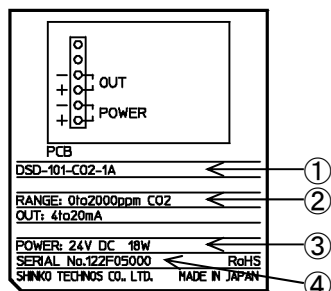 − OUT
+
− POWER
+
PCB
DSD-101-CO2-1A ①
RANGE: 0to2000ppm CO2 ②
OUT: 4to20mA
POWER: 24V DC 18W ③
SERIAL No.122F05000 RoHS
SHINKO TECHNOS CO., LTD. MADE IN JAPAN ④